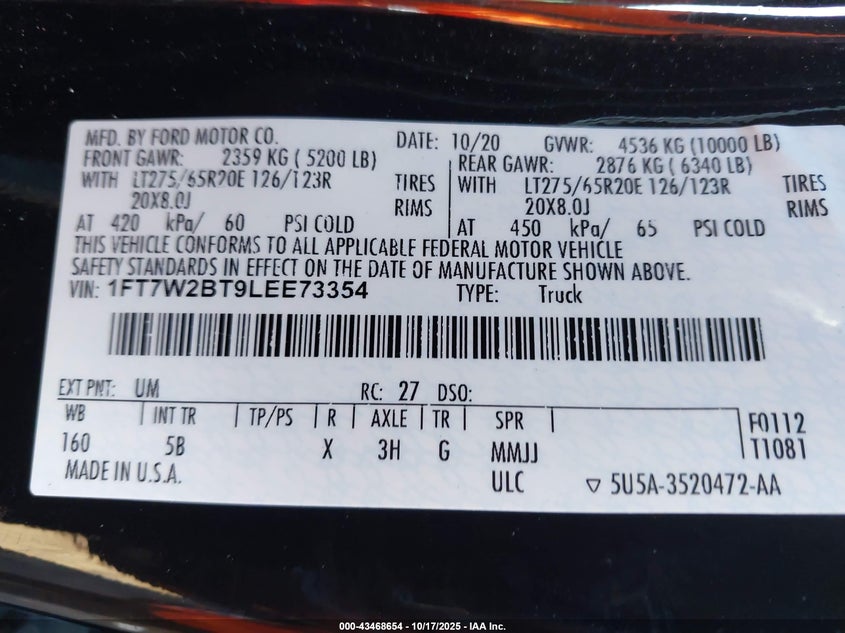 MFD. BY FORD MOTOR CO. DATE: 10/20 GVWR: 4536 KG (10000 LB)
FRONT GAWR: 2359 KG ( 5200 LB) REAR GAWR: 2876 KG ( 6340 LB)
WITH LT275/65R20E 126/123R TIRES WITH LT275/65R20E 126/123R TIRES
20X8.0J RIMS 20X8.0J RIMS
AT 420 kPa/ 60 PSI COLD AT 450 kPa/ 65 PSI COLD
THIS VEHICLE CONFORMS TO ALL APPLICABLE FEDERAL MOTOR VEHICLE
SAFETY STANDARDS IN EFFECT ON THE DATE OF MANUFACTURE SHOWN ABOVE.
VIN: 1FT7W2BT9LEE73354 TYPE: Truck
EXT PNT: UM RC: 27 DSO:
WB INT TR TP/PS R AXLE TR SPR F0112
160 5B X 3H G MMJJ T1081
MADE IN U.S.A. ULC ▽ 5U5A-3520472-AA
000-43468654 / 10/17/2025 - IAA Inc.